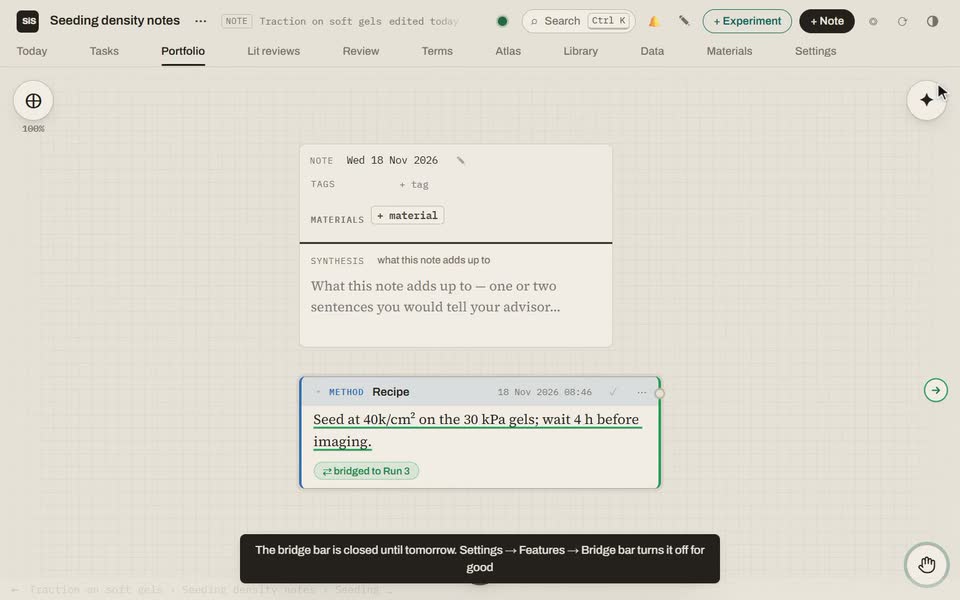 SiS Seeding density notes ··· NOTE Traction on soft gels edited today Search Ctrl K + Experiment + Note
Today Tasks Portfolio Lit reviews Review Terms Atlas Library Data Materials Settings
100%
NOTE Wed 18 Nov 2026
TAGS + tag
MATERIALS + material
SYNTHESIS what this note adds up to
What this note adds up to — one or two
sentences you would tell your advisor...
METHOD Recipe 18 Nov 2026 08:46 ✓ ···
Seed at 40k/cm² on the 30 kPa gels; wait 4 h before
imaging.
⇄ bridged to Run 3
The bridge bar is closed until tomorrow. Settings → Features → Bridge bar turns it off for
good
← Traction on soft gels › Seeding density notes › Seeding …